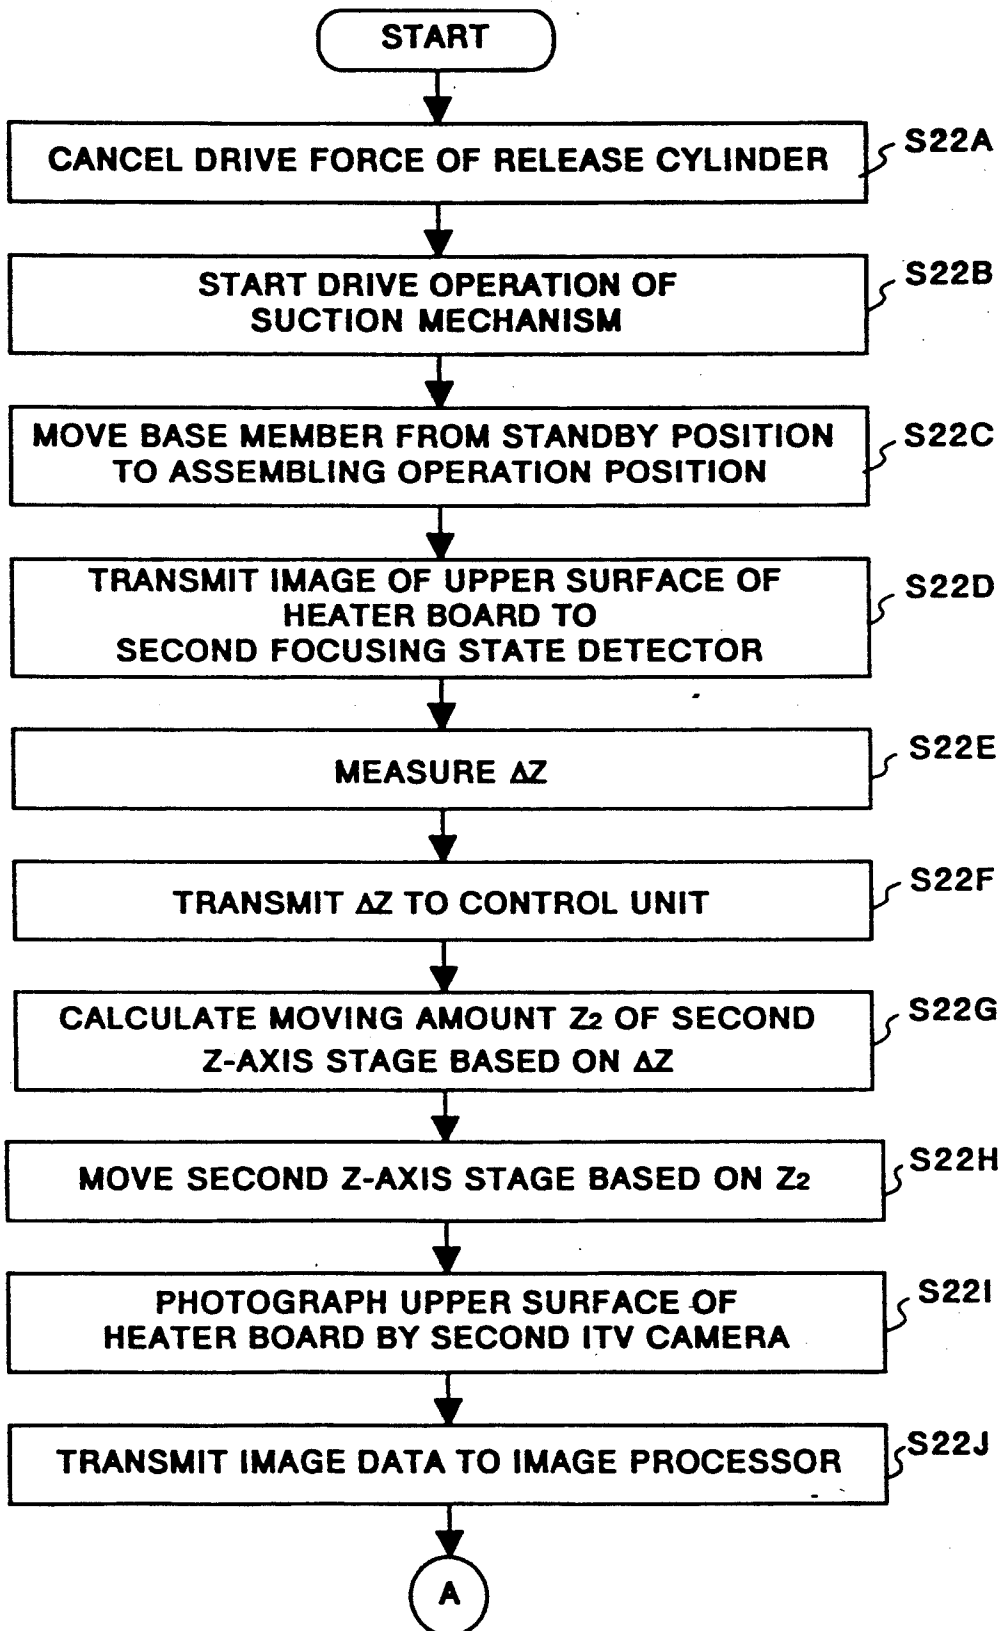 START
CANCEL DRIVE FORCE OF RELEASE CYLINDER
S22A
START DRIVE OPERATION OF
SUCTION MECHANISM
S22B
MOVE BASE MEMBER FROM STANDBY POSITION
TO ASSEMBLING OPERATION POSITION
S22C
TRANSMIT IMAGE OF UPPER SURFACE OF
HEATER BOARD TO
SECOND FOCUSING STATE DETECTOR
S22D
MEASURE ΔZ
S22E
TRANSMIT ΔZ TO CONTROL UNIT
S22F
CALCULATE MOVING AMOUNT Z2 OF SECOND
Z-AXIS STAGE BASED ON ΔZ
S22G
MOVE SECOND Z-AXIS STAGE BASED ON Z2
S22H
PHOTOGRAPH UPPER SURFACE OF
HEATER BOARD BY SECOND ITV CAMERA
S22I
TRANSMIT IMAGE DATA TO IMAGE PROCESSOR
S22J
A